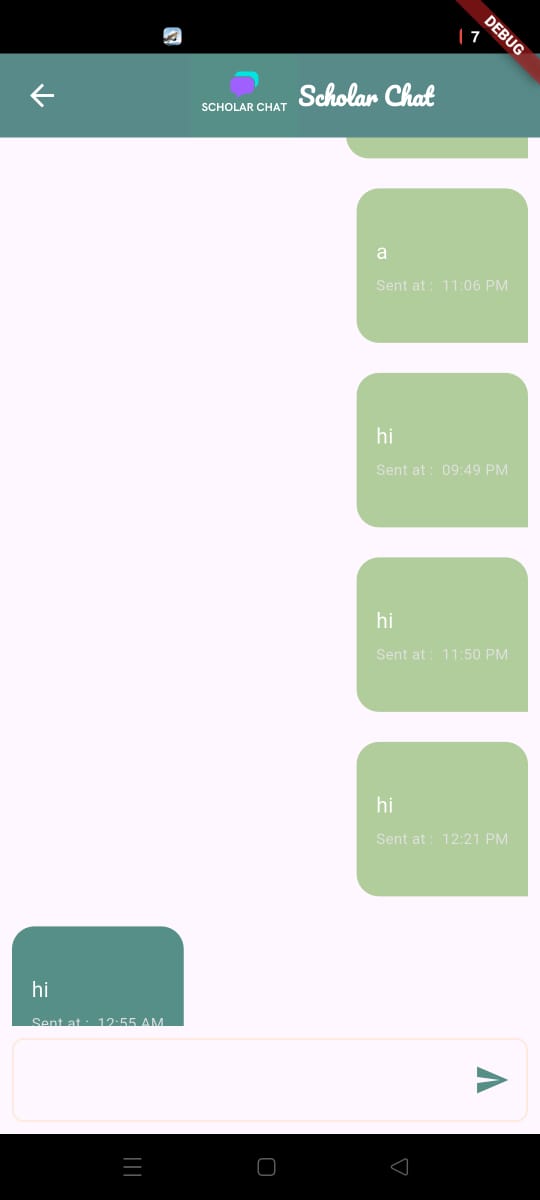 7
DEBUG
SCHOLAR CHAT
Scholar Chat
a
Sent at : 11:06 PM
hi
Sent at : 09:49 PM
hi
Sent at : 11:50 PM
hi
Sent at : 12:21 PM
hi
Sent at : 12:55 AM